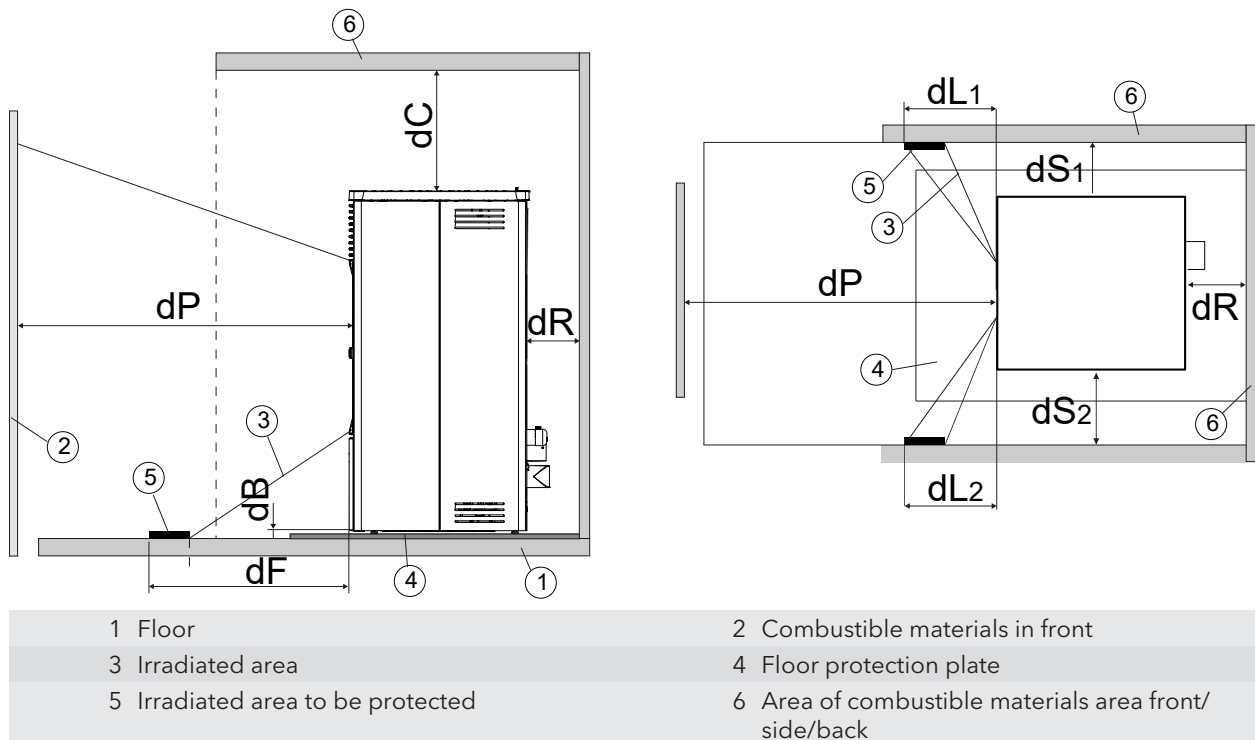 6
dC
dP
dR
2
3
5
dB
dF
4
1
dL1
6
5
dS1
3
dP
dR
4
dS2
6
dL2
1 Floor
2 Combustible materials in front
3 Irradiated area
4 Floor protection plate
5 Irradiated area to be protected
6 Area of combustible materials area front/
side/back